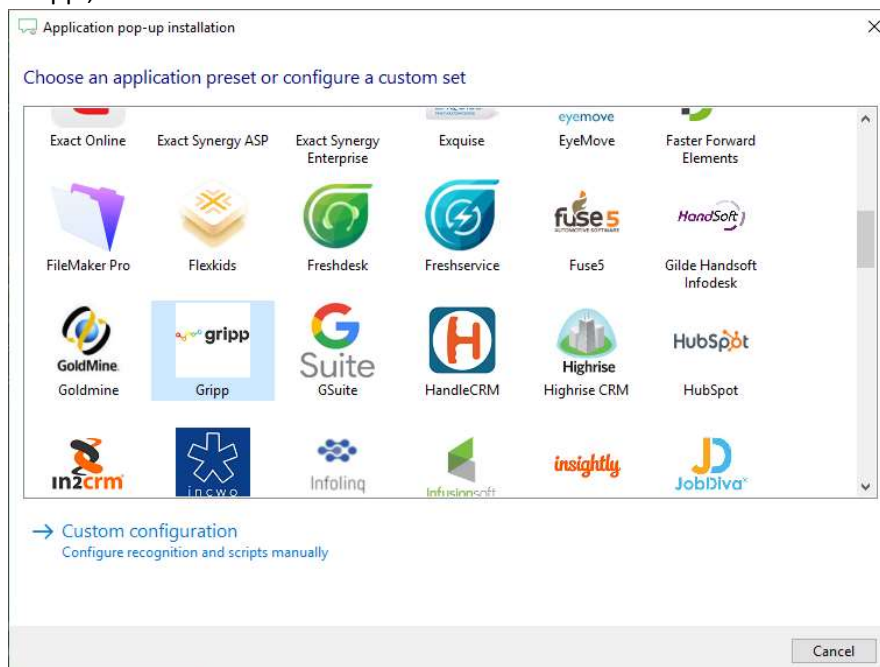 Application pop-up installation
Choose an application preset or configure a custom set
eyemove
Exact Online Exact Synergy ASP Exact Synergy Enterprise Exquise EyeMove Faster Forward Elements
fuse5
AUTOMOTIVE SOFTWARE
HandSoft
FileMaker Pro Flexkids Freshdesk Freshservice Fuse5 Gilde Handsoft Infodesk
GoldMine
gripp
G Suite
H
Highrise
HubSpot
Goldmine Gripp GSuite HandleCRM Highrise CRM HubSpot
in2crm
incwo
Infolinq
Infusionsoft
insightly
JobDiva
Custom configuration
Configure recognition and scripts manually
Cancel